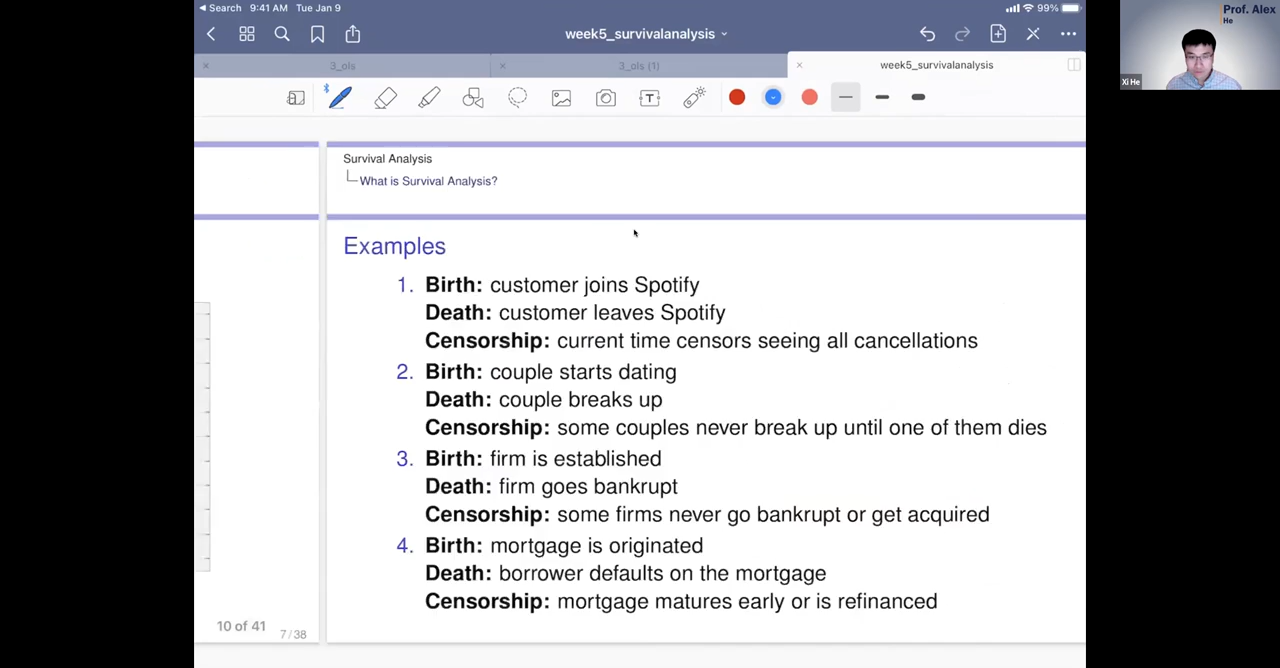 Search 9:41 AM Tue Jan 9 99%
week5_survivalanalysis
3_ols 3_ols (1) week5_survivalanalysis
T
Prof. Alex
He
Xi He
Survival Analysis
What is Survival Analysis?
Examples
1. Birth: customer joins Spotify
Death: customer leaves Spotify
Censorship: current time censors seeing all cancellations
2. Birth: couple starts dating
Death: couple breaks up
Censorship: some couples never break up until one of them dies
3. Birth: firm is established
Death: firm goes bankrupt
Censorship: some firms never go bankrupt or get acquired
4. Birth: mortgage is originated
Death: borrower defaults on the mortgage
Censorship: mortgage matures early or is refinanced
10 of 41
7/38